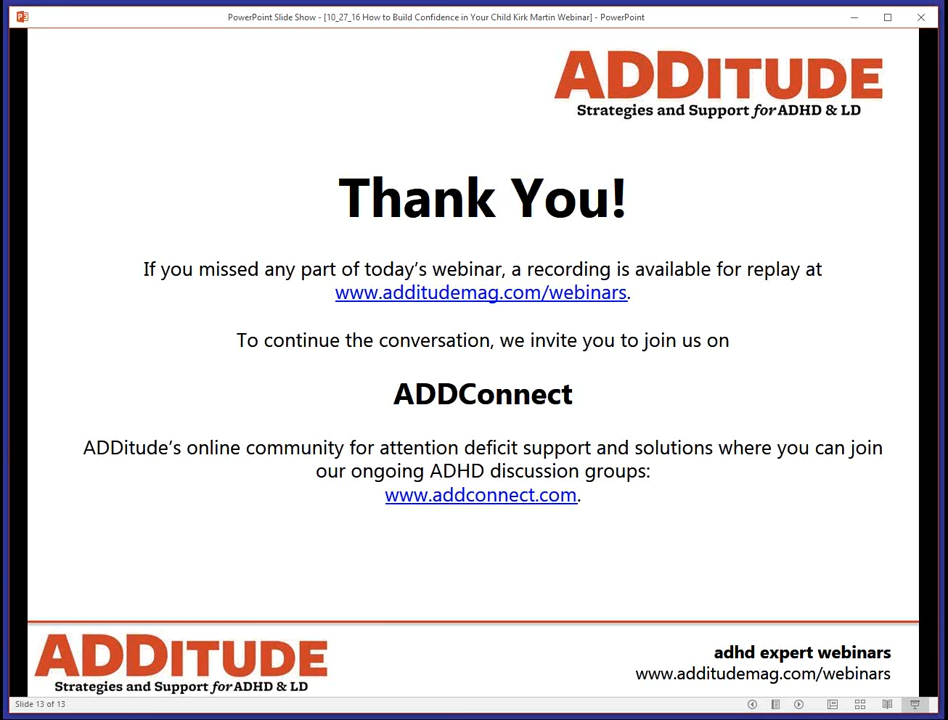 PowerPoint Slide Show - [10_27_16 How to Build Confidence in Your Child Kirk Martin Webinar] - PowerPoint
ADDITUDE
Strategies and Support for ADHD & LD
Thank You!
If you missed any part of today's webinar, a recording is available for replay at
www.additudemag.com/webinars.
To continue the conversation, we invite you to join us on
ADDConnect
ADDitude's online community for attention deficit support and solutions where you can join
our ongoing ADHD discussion groups:
www.addconnect.com.
ADDITUDE
Strategies and Support for ADHD & LD
adhd expert webinars
www.additudemag.com/webinars
Slide 13 of 13